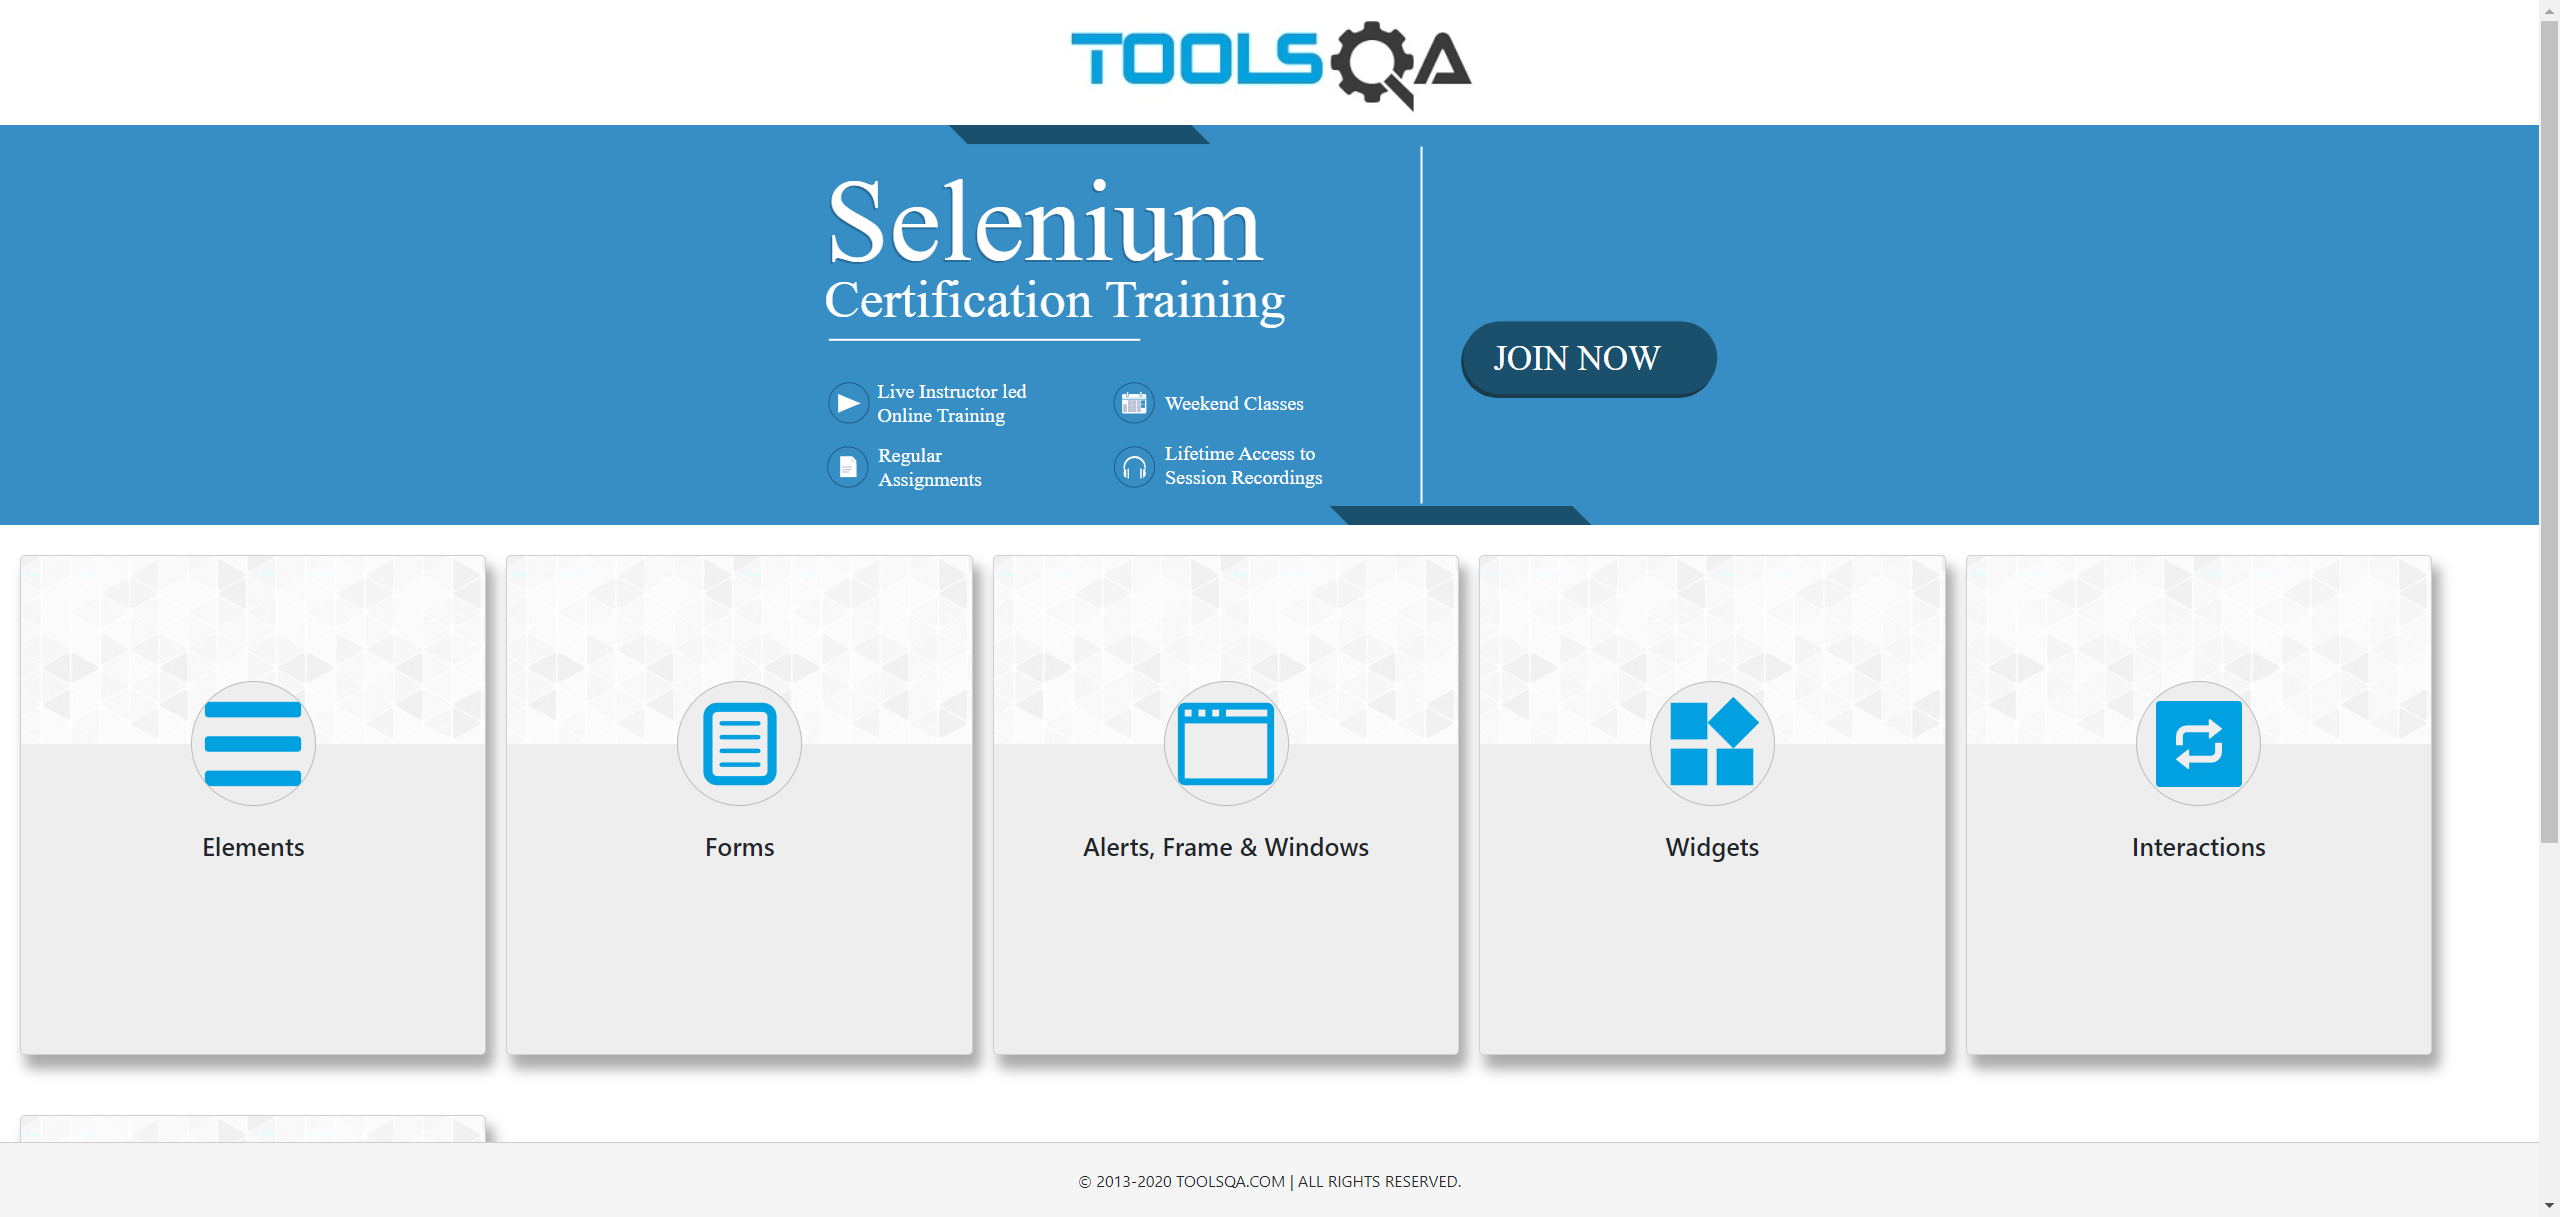 TOOLSQA
Selenium
Certification Training
JOIN NOW
Live Instructor led
Online Training
Weekend Classes
Regular
Assignments
Lifetime Access to
Session Recordings
Elements
Forms
Alerts, Frame & Windows
Widgets
Interactions
© 2013-2020 TOOLSQA.COM | ALL RIGHTS RESERVED.